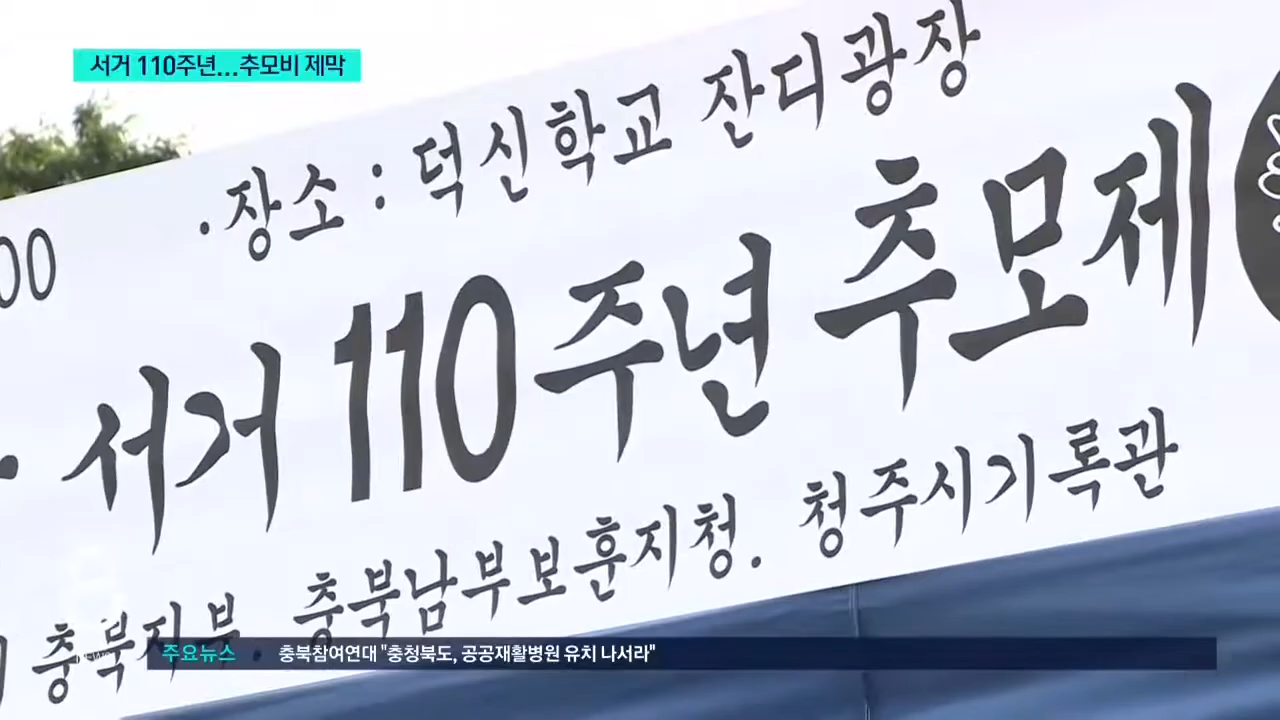 서거 110주년...추모비 제막
00 ·장소 : 덕신학교 잔디광장
· 서거 110주년 추모제
충북지부 · 충북남부보훈지청. 청주시기록관
주요뉴스 충북참여연대 "충청북도, 공공재활병원 유치 나서라"